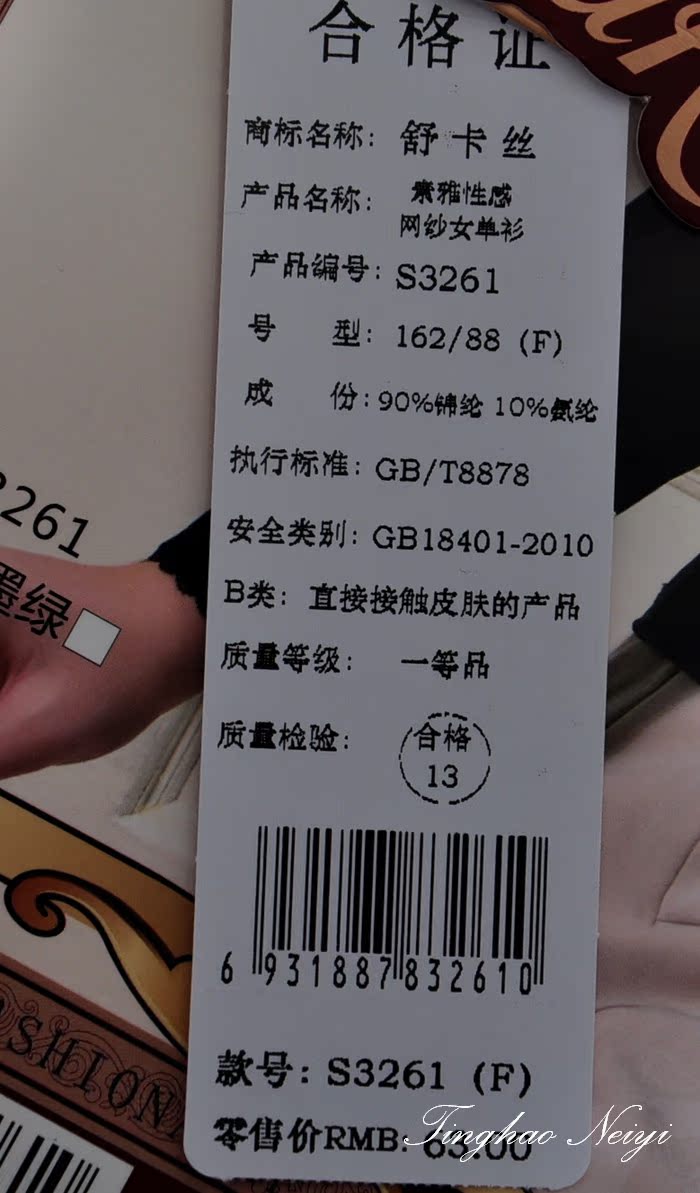 合格证
商标名称: 舒卡丝
产品名称: 素雅性感
网纱女单衫
产品编号: S3261
号 型: 162/88 (F)
成 份: 90%锦纶 10%氨纶
执行标准: GB/T8878
安全类别: GB18401-2010
B类: 直接接触皮肤的产品
质量等级: 一等品
质量检验: 合格
13
6 931887 832610
款号: S3261 (F)
零售价RMB: 63.00
Tinghao Neiyi
3261
墨绿
SHION